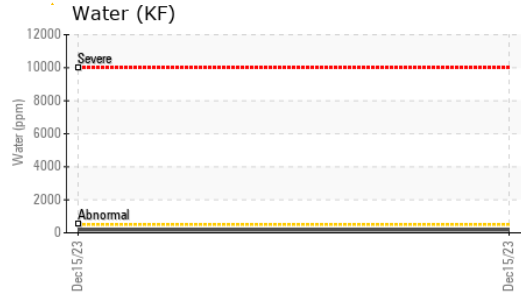 Water (KF)
12000
Severe
10000
8000
6000
Water (ppm)
4000
2000
Abnormal
0
Dec15/23
Dec15/23